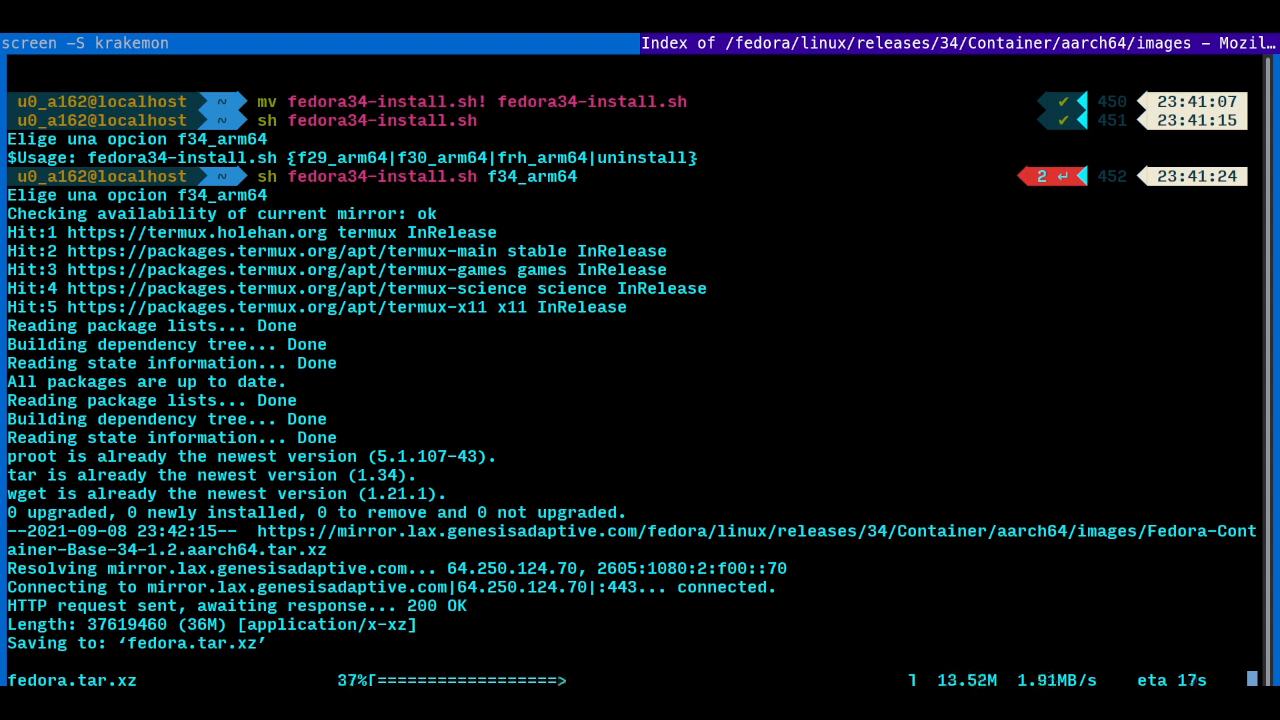 screen -S krakemon
Index of /fedora/linux/releases/34/Container/aarch64/images — Mozil…
u0_a162@localhost ~ mv fedora34-install.sh! fedora34-install.sh ✔ 450 23:41:07
u0_a162@localhost ~ sh fedora34-install.sh ✔ 451 23:41:15
Elige una opcion f34_arm64
$Usage: fedora34-install.sh {f29_arm64|f30_arm64|frh_arm64|uninstall}
u0_a162@localhost ~ sh fedora34-install.sh f34_arm64 2 ↵ 452 23:41:24
Elige una opcion f34_arm64
Checking availability of current mirror: ok
Hit:1 https://termux.holehan.org termux InRelease
Hit:2 https://packages.termux.org/apt/termux-main stable InRelease
Hit:3 https://packages.termux.org/apt/termux-games games InRelease
Hit:4 https://packages.termux.org/apt/termux-science science InRelease
Hit:5 https://packages.termux.org/apt/termux-x11 x11 InRelease
Reading package lists... Done
Building dependency tree... Done
Reading state information... Done
All packages are up to date.
Reading package lists... Done
Building dependency tree... Done
Reading state information... Done
proot is already the newest version (5.1.107-43).
tar is already the newest version (1.34).
wget is already the newest version (1.21.1).
0 upgraded, 0 newly installed, 0 to remove and 0 not upgraded.
--2021-09-08 23:42:15-- https://mirror.lax.genesisadaptive.com/fedora/linux/releases/34/Container/aarch64/images/Fedora-Cont
ainer-Base-34-1.2.aarch64.tar.xz
Resolving mirror.lax.genesisadaptive.com... 64.250.124.70, 2605:1080:2:f00::70
Connecting to mirror.lax.genesisadaptive.com|64.250.124.70|:443... connected.
HTTP request sent, awaiting response... 200 OK
Length: 37619460 (36M) [application/x-xz]
Saving to: ‘fedora.tar.xz’
fedora.tar.xz 37%[==================> ] 13.52M 1.91MB/s eta 17s